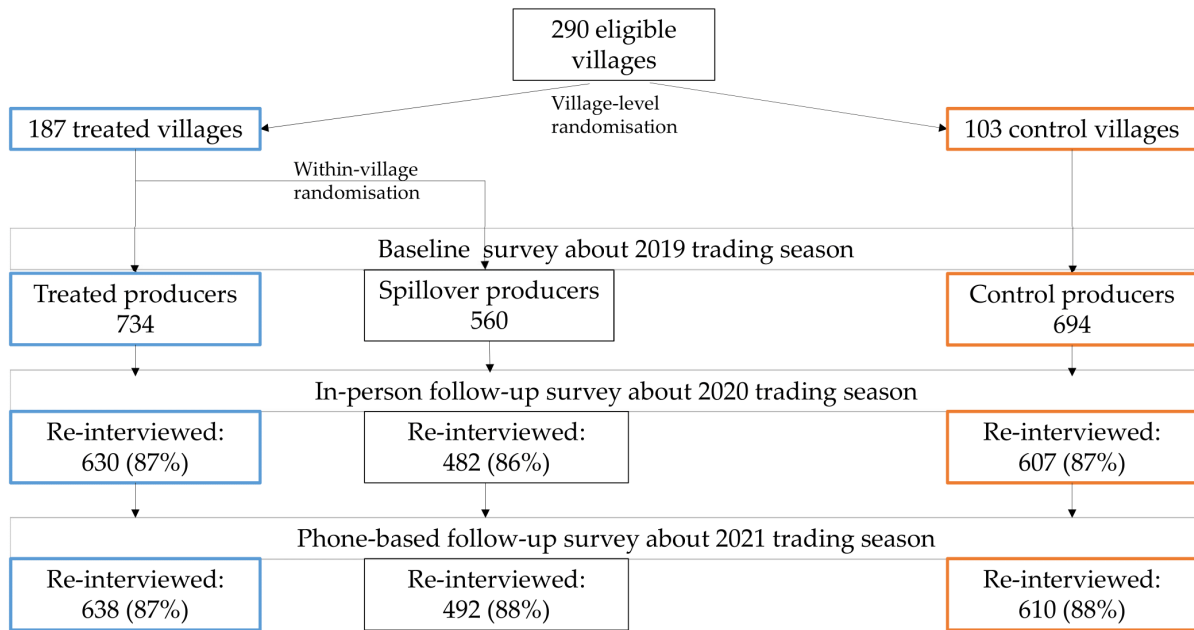 290 eligible
villages
Village-level
randomisation
187 treated villages
103 control villages
Within-village
randomisation
Baseline survey about 2019 trading season
Treated producers
734
Spillover producers
560
Control producers
694
In-person follow-up survey about 2020 trading season
Re-interviewed:
630 (87%)
Re-interviewed:
482 (86%)
Re-interviewed:
607 (87%)
Phone-based follow-up survey about 2021 trading season
Re-interviewed:
638 (87%)
Re-interviewed:
492 (88%)
Re-interviewed:
610 (88%)